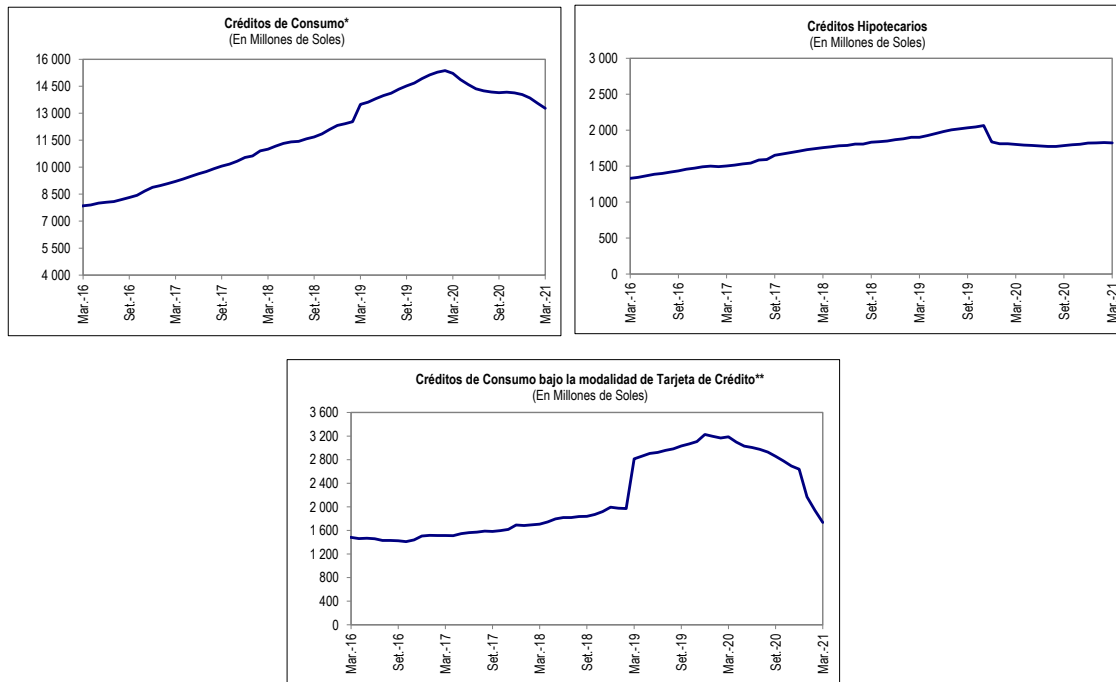 Créditos de Consumo*
(En Millones de Soles)
16 000
14 500
13 000
11 500
10 000
8 500
7 000
5 500
4 000
Mar.-16
Set.-16
Mar.-17
Set.-17
Mar.-18
Set.-18
Mar.-19
Set.-19
Mar.-20
Set.-20
Mar.-21
Créditos Hipotecarios
(En Millones de Soles)
3 000
2 500
2 000
1 500
1 000
500
0
Mar.-16
Set.-16
Mar.-17
Set.-17
Mar.-18
Set.-18
Mar.-19
Set.-19
Mar.-20
Set.-20
Mar.-21
Créditos de Consumo bajo la modalidad de Tarjeta de Crédito**
(En Millones de Soles)
3 600
3 200
2 800
2 400
2 000
1 600
1 200
800
400
0
Mar.-16
Set.-16
Mar.-17
Set.-17
Mar.-18
Set.-18
Mar.-19
Set.-19
Mar.-20
Set.-20
Mar.-21